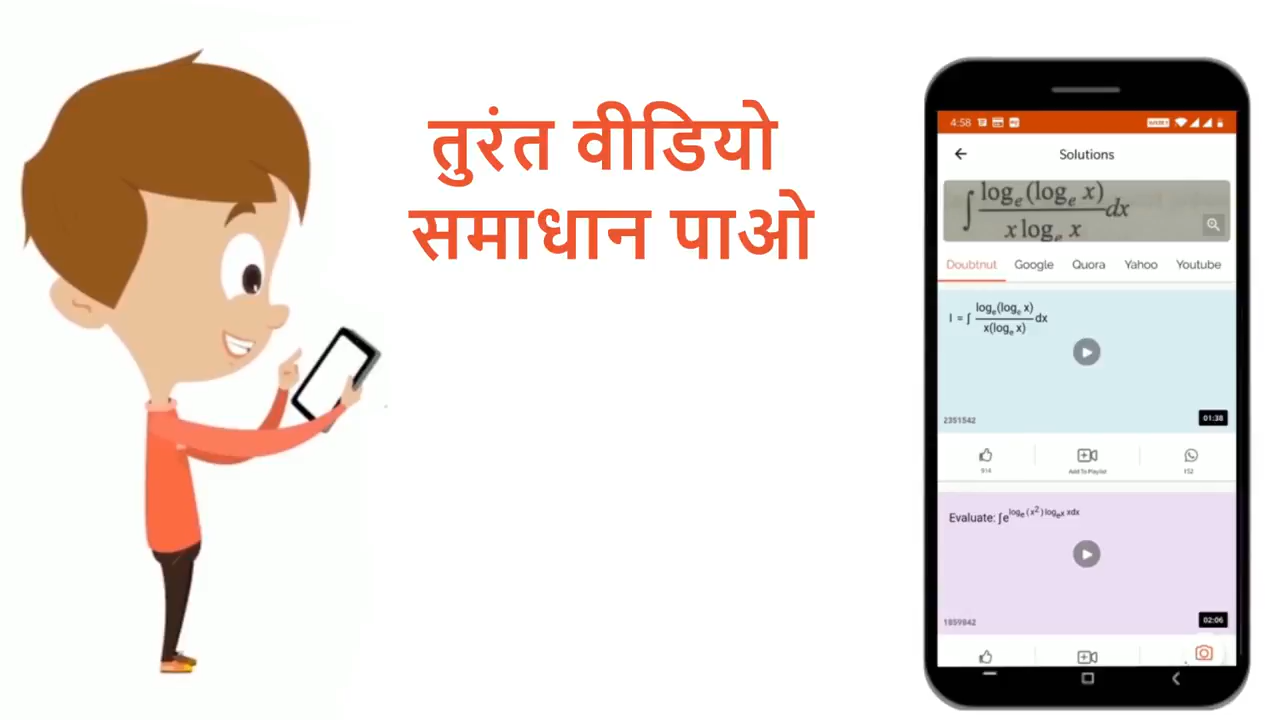 तुरंत वीडियो
समाधान पाओ
4:58
Solutions
∫ logₑ(logₑ x) / x logₑ x dx
Doubtnut Google Quora Yahoo Youtube
I = ∫ logₑ(logₑ x) / x(logₑ x) dx
2351542
01:38
914
Add To Playlist
152
Evaluate: ∫e^logₑ(x²)logₑx xdx
1859842
02:06